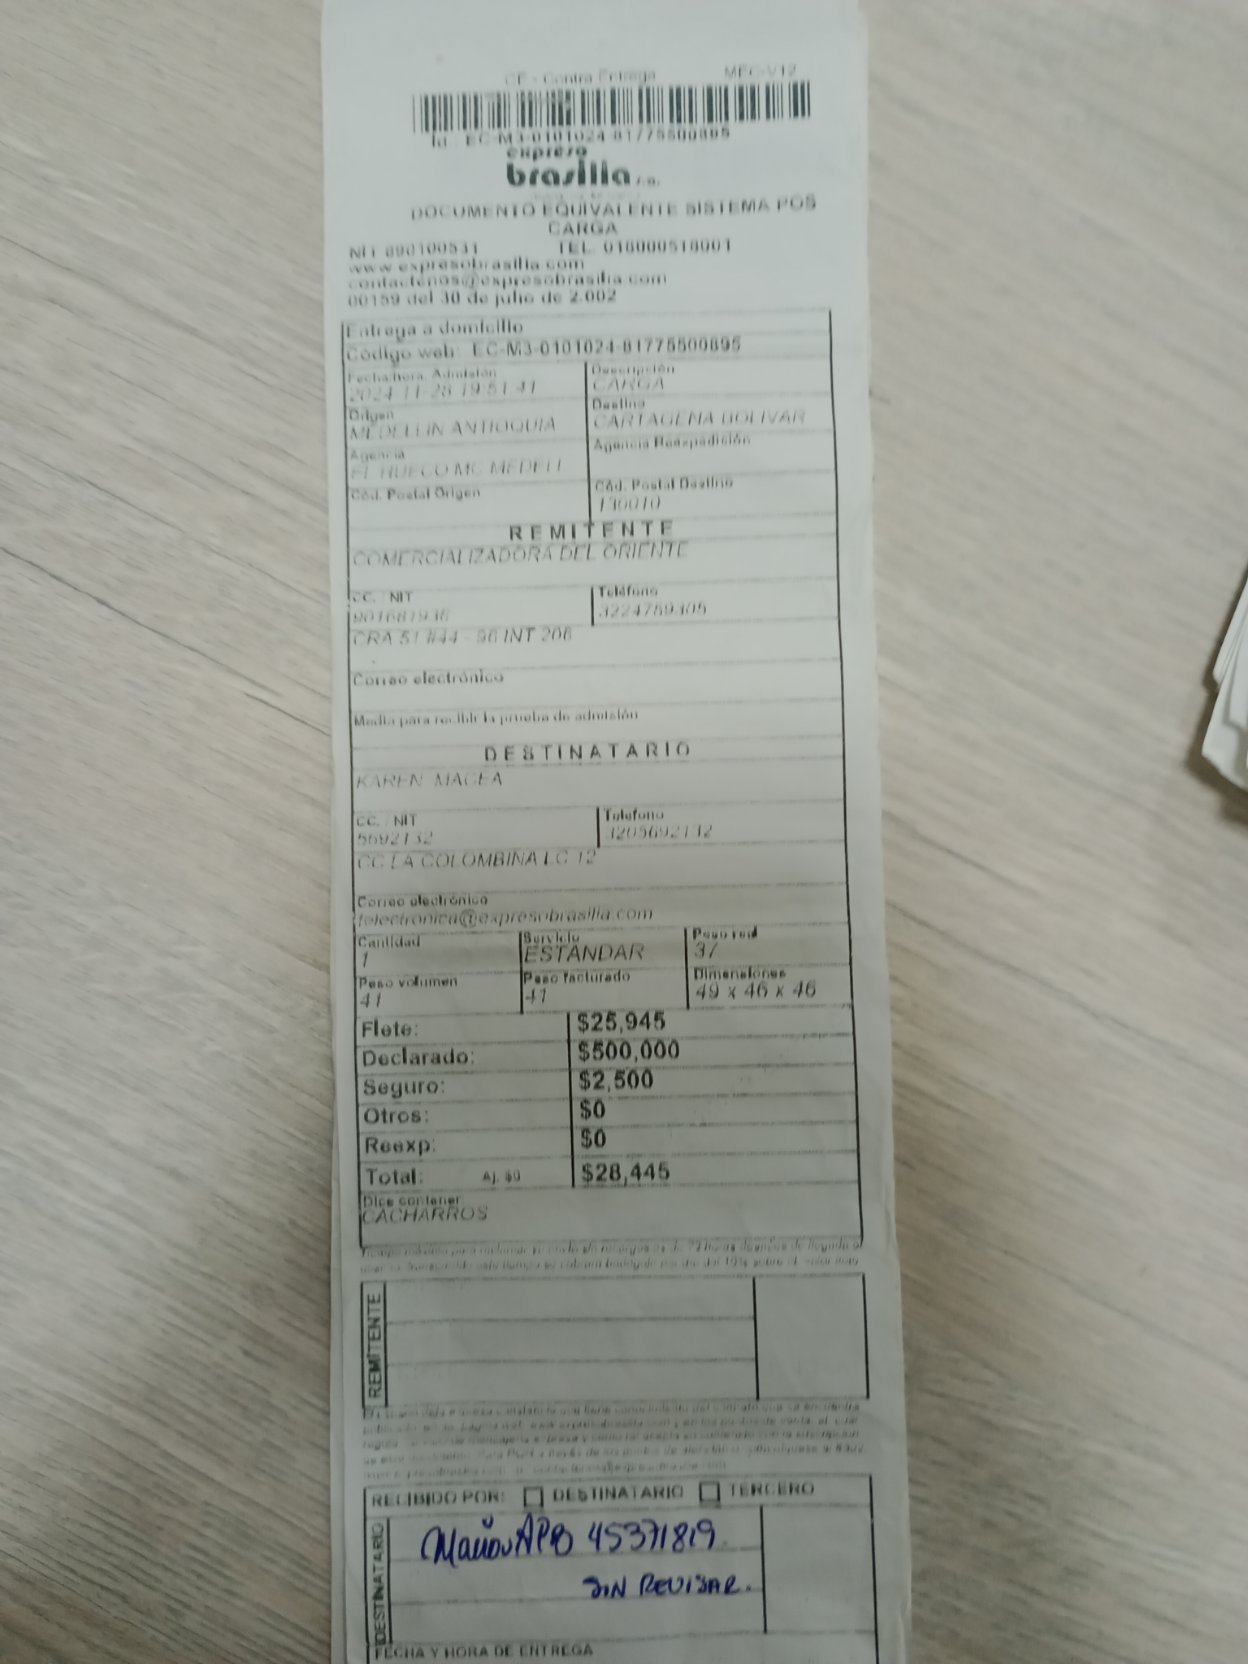 CE - Contra Entrega MEC-V12
Id : EC-M3-0101024-81775500895
expreso
brasilia s.a.
DOCUMENTO EQUIVALENTE SISTEMA POS
CARGA
NIT 890100531 TEL. 018000518001
www.expresobrasilia.com
contactenos@expresobrasilia.com
00159 del 30 de julio de 2.002
Entrega a domicilio
Código web: EC-M3-0101024-81775500895
Fecha/hora. Admisión Descripción
2024-11-28 19:51:41 CARGA
Origen Destino
MEDELLIN ANTIOQUIA CARTAGENA BOLIVAR
Agencia Agencia Reexpedición
EL HUECO MC MEDELL
Cód. Postal Origen Cód. Postal Destino
130010
REMITENTE
COMERCIALIZADORA DEL ORIENTE
CC. / NIT Teléfono
901681936 3224789305
CRA 51 #44 - 96 INT 206
Correo electrónico
Medio para recibir la prueba de admisión
DESTINATARIO
KAREN MACEA
CC. / NIT Teléfono
5692132 3205692132
CC LA COLOMBINA LC 12
Correo electrónico
felectronica@expresobrasilia.com
Cantidad Servicio Peso real
1 ESTANDAR 37
Peso volumen Peso facturado Dimensiones
41 41 49 x 46 x 46
Flete: $25,945
Declarado: $500,000
Seguro: $2,500
Otros: $0
Reexp: $0
Total: Aj. $0 $28,445
Dice contener
CACHARROS
REMITENTE
RECIBIDO POR: DESTINATARIO TERCERO
DESTINATARIO
45371819
SIN REVISAR.
FECHA Y HORA DE ENTREGA